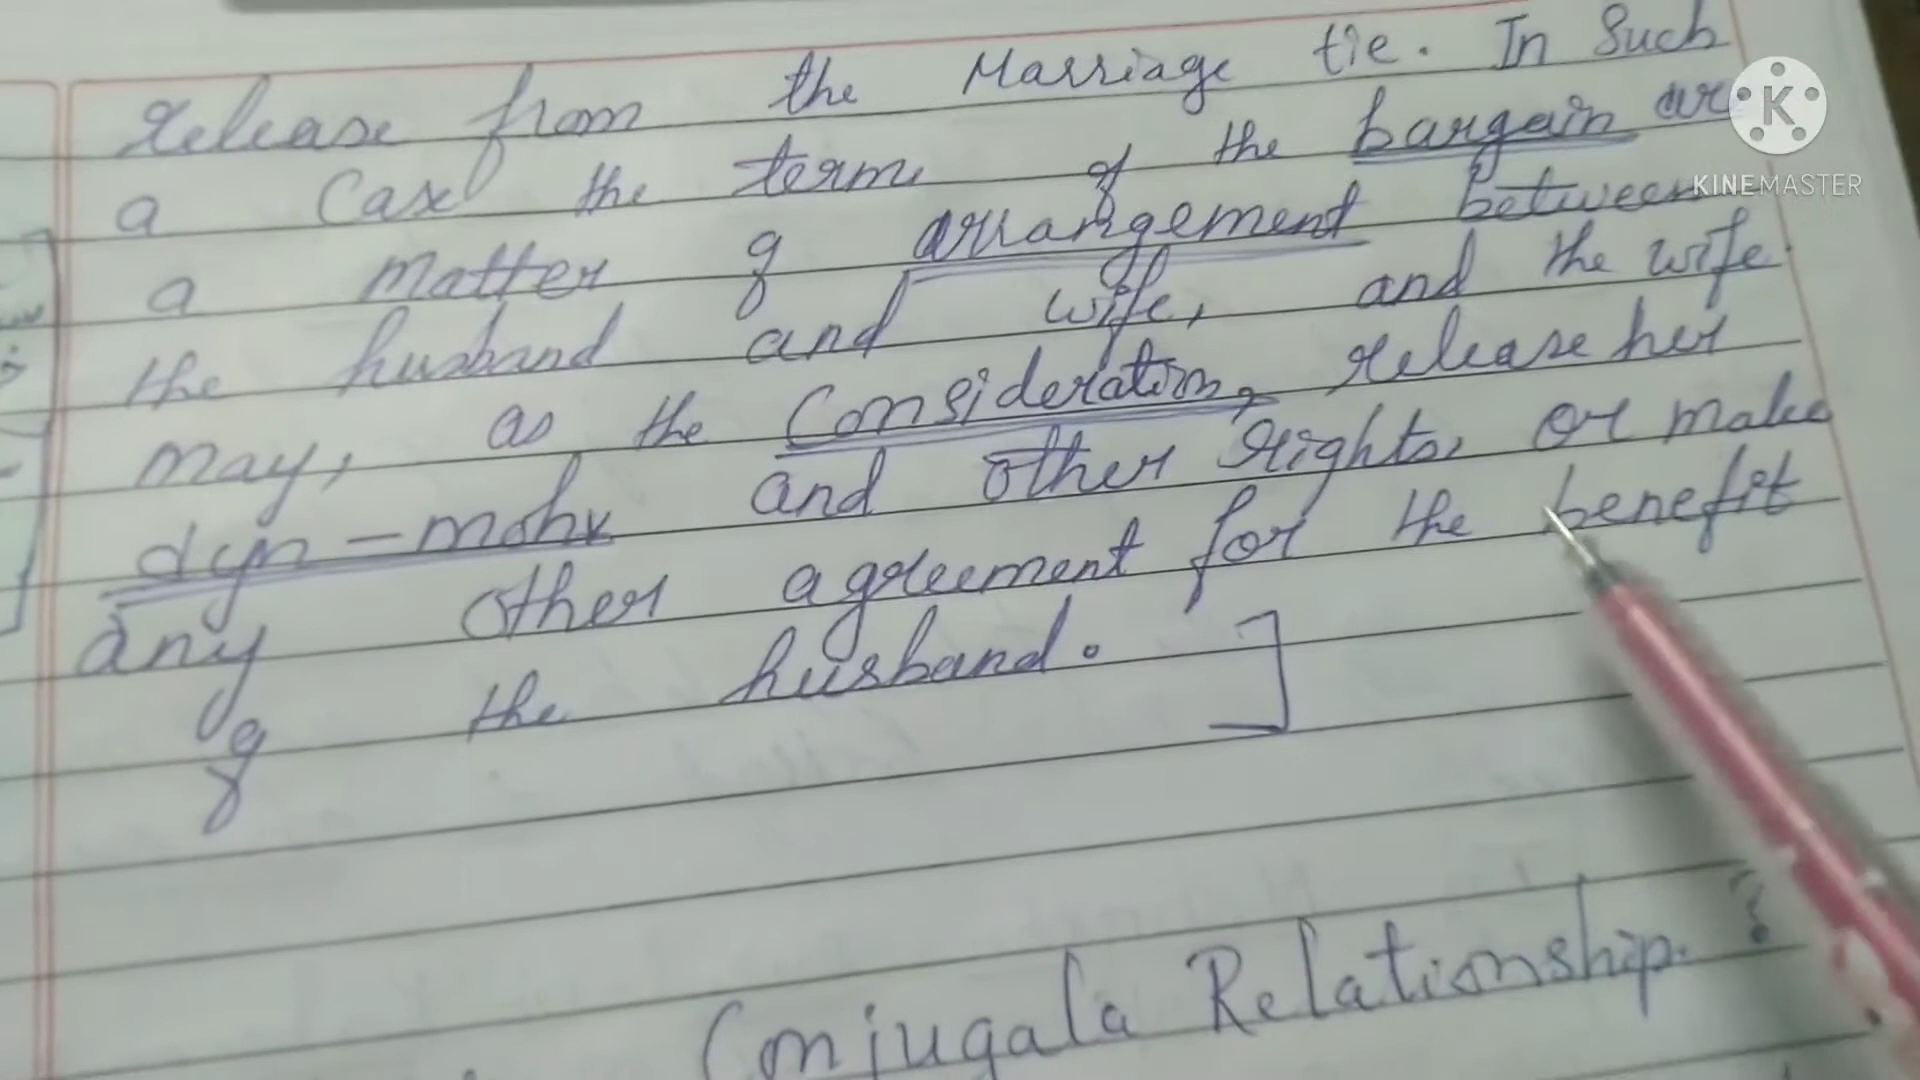 release from the Marriage tie. In Such
a Case the term of the bargain are
a matter of arrangement between
the husband and wife, and the wife
may, as the Consideration, release her
dyn-mohr and other rights, or make
any other agreement for the benefit
of the husband.
Conjugala Relationship. ?
KINEMASTER